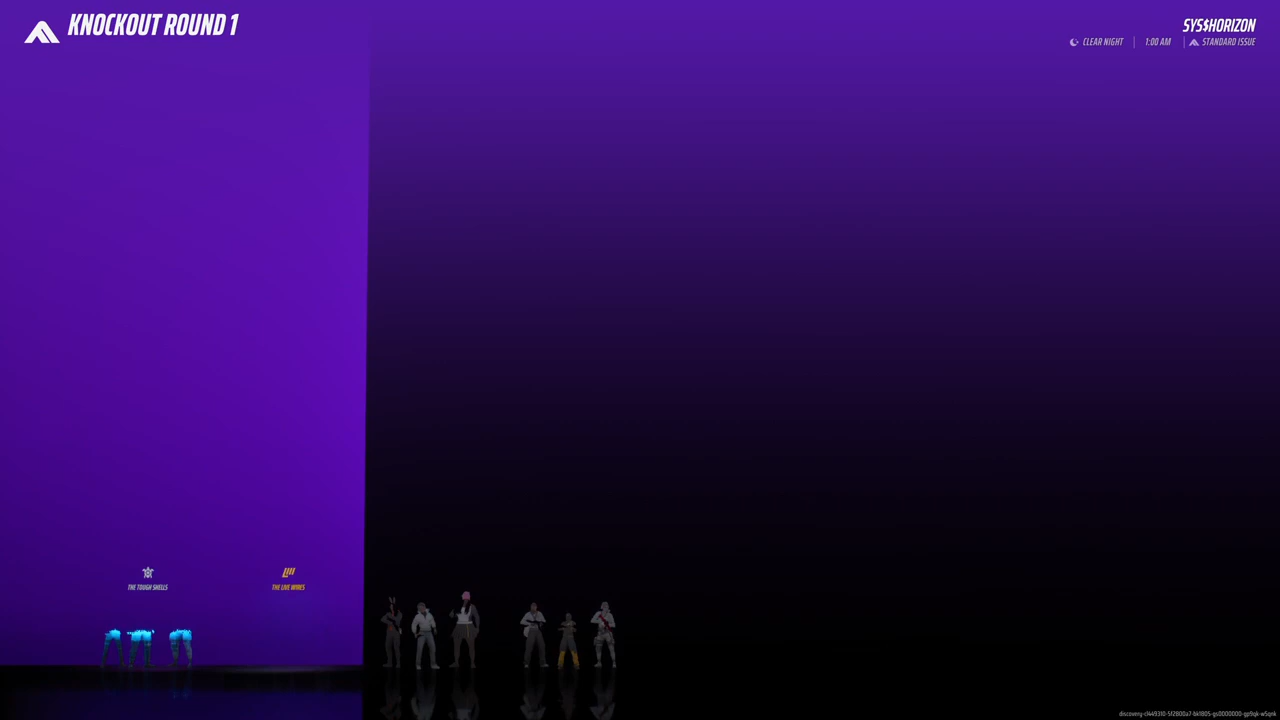 KNOCKOUT ROUND 1
SYS$HORIZON
CLEAR NIGHT
1:00 AM
STANDARD ISSUE
THE TOUGH SHELLS
THE LIVE WIRES